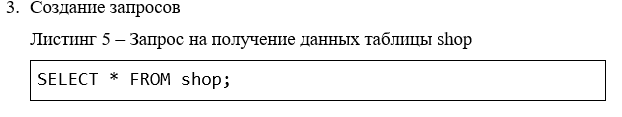 3. Создание запросов
Листинг 5 – Запрос на получение данных таблицы shop
SELECT * FROM shop;